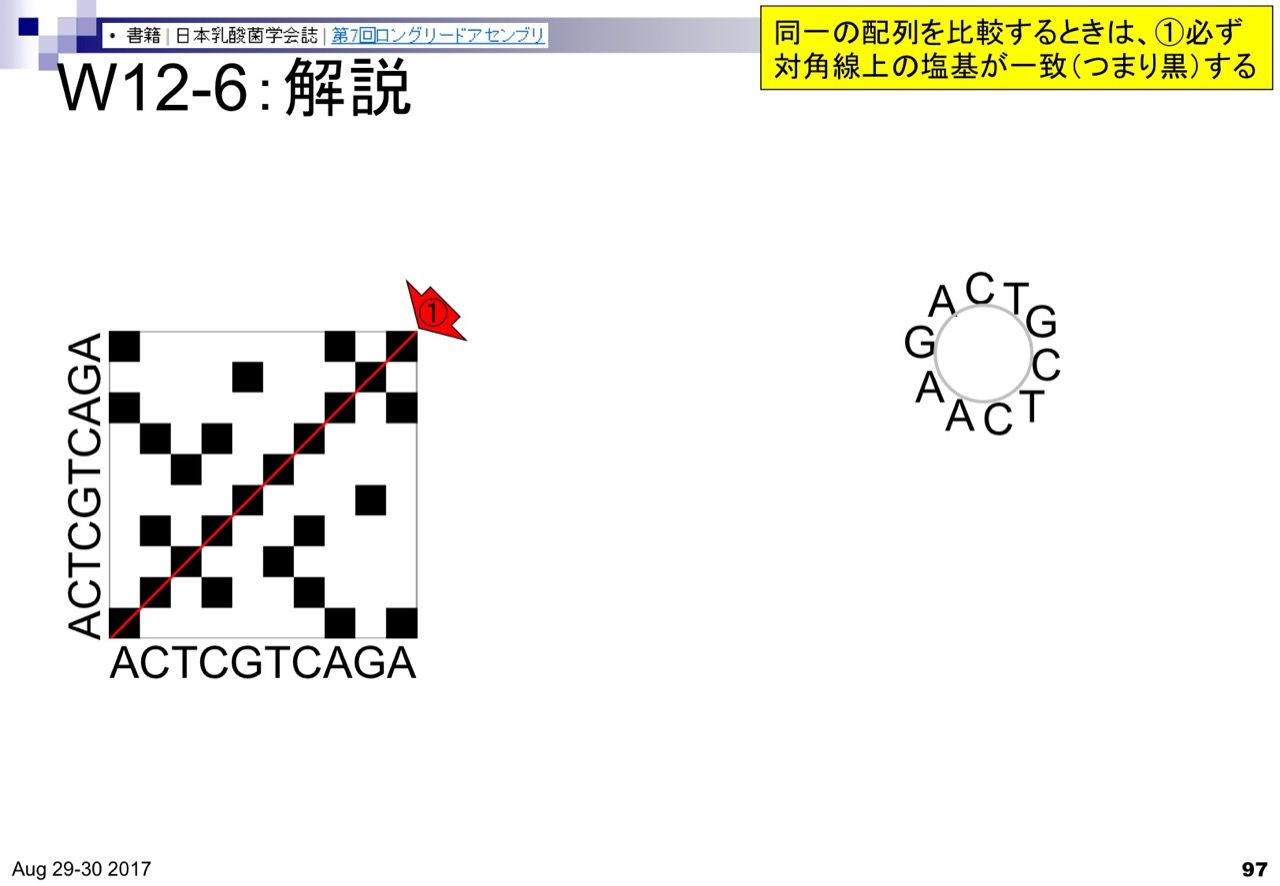 • 書籍 | 日本乳酸菌学会誌 | 第7回ロングリードアセンブリ
同一の配列を比較するときは、①必ず
対角線上の塩基が一致(つまり黒)する
W12-6：解説
①
ACTCGTCAGA
ACTCGTCAGA
ACTGCTCAAG
Aug 29-30 2017
97